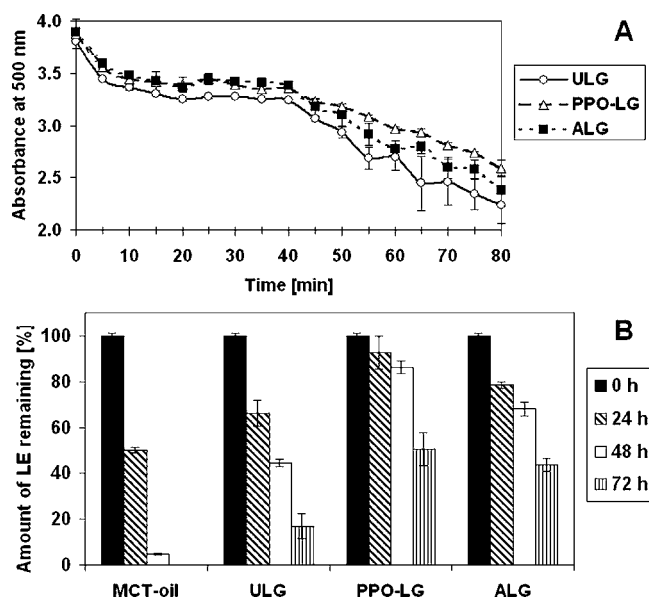 A
Absorbance at 500 nm
4.0
3.5
3.0
2.5
2.0
0 10 20 30 40 50 60 70 80
Time [min]
ULG
PPO-LG
ALG
B
Amount of LE remaining [%]
100
80
60
40
20
0
MCT-oil ULG PPO-LG ALG
0 h
24 h
48 h
72 h